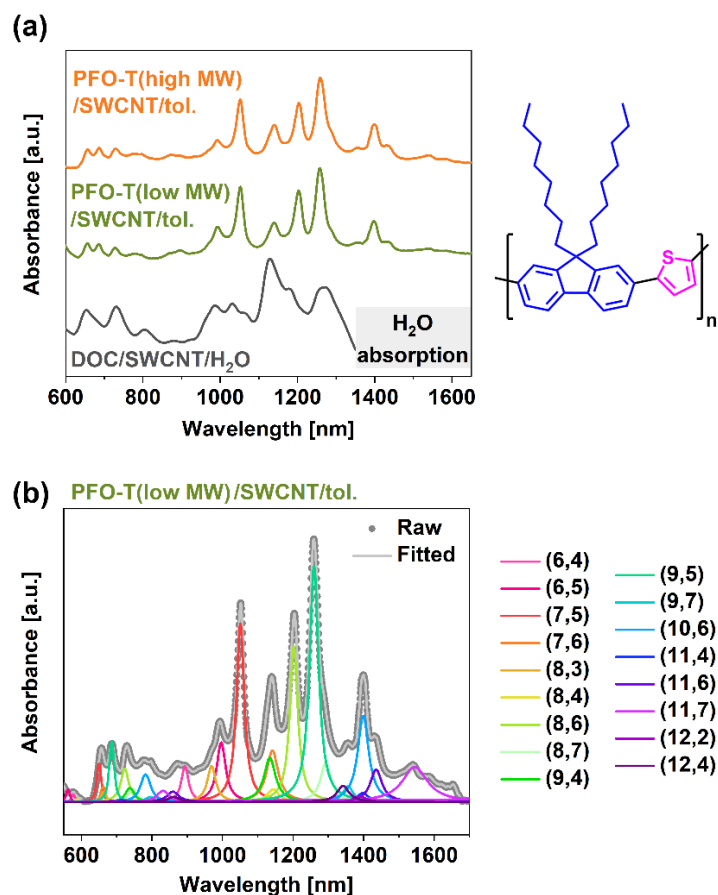 (a)
PFO-T(high MW)
/SWCNT/tol.
PFO-T(low MW)
/SWCNT/tol.
DOC/SWCNT/H₂O
H₂O
absorption
Absorbance [a.u.]
600 800 1000 1200 1400 1600
Wavelength [nm]
S
n
(b) PFO-T(low MW)/SWCNT/tol.
Raw
Fitted
Absorbance [a.u.]
600 800 1000 1200 1400 1600
Wavelength [nm]
(6,4)
(6,5)
(7,5)
(7,6)
(8,3)
(8,4)
(8,6)
(8,7)
(9,4)
(9,5)
(9,7)
(10,6)
(11,4)
(11,6)
(11,7)
(12,2)
(12,4)